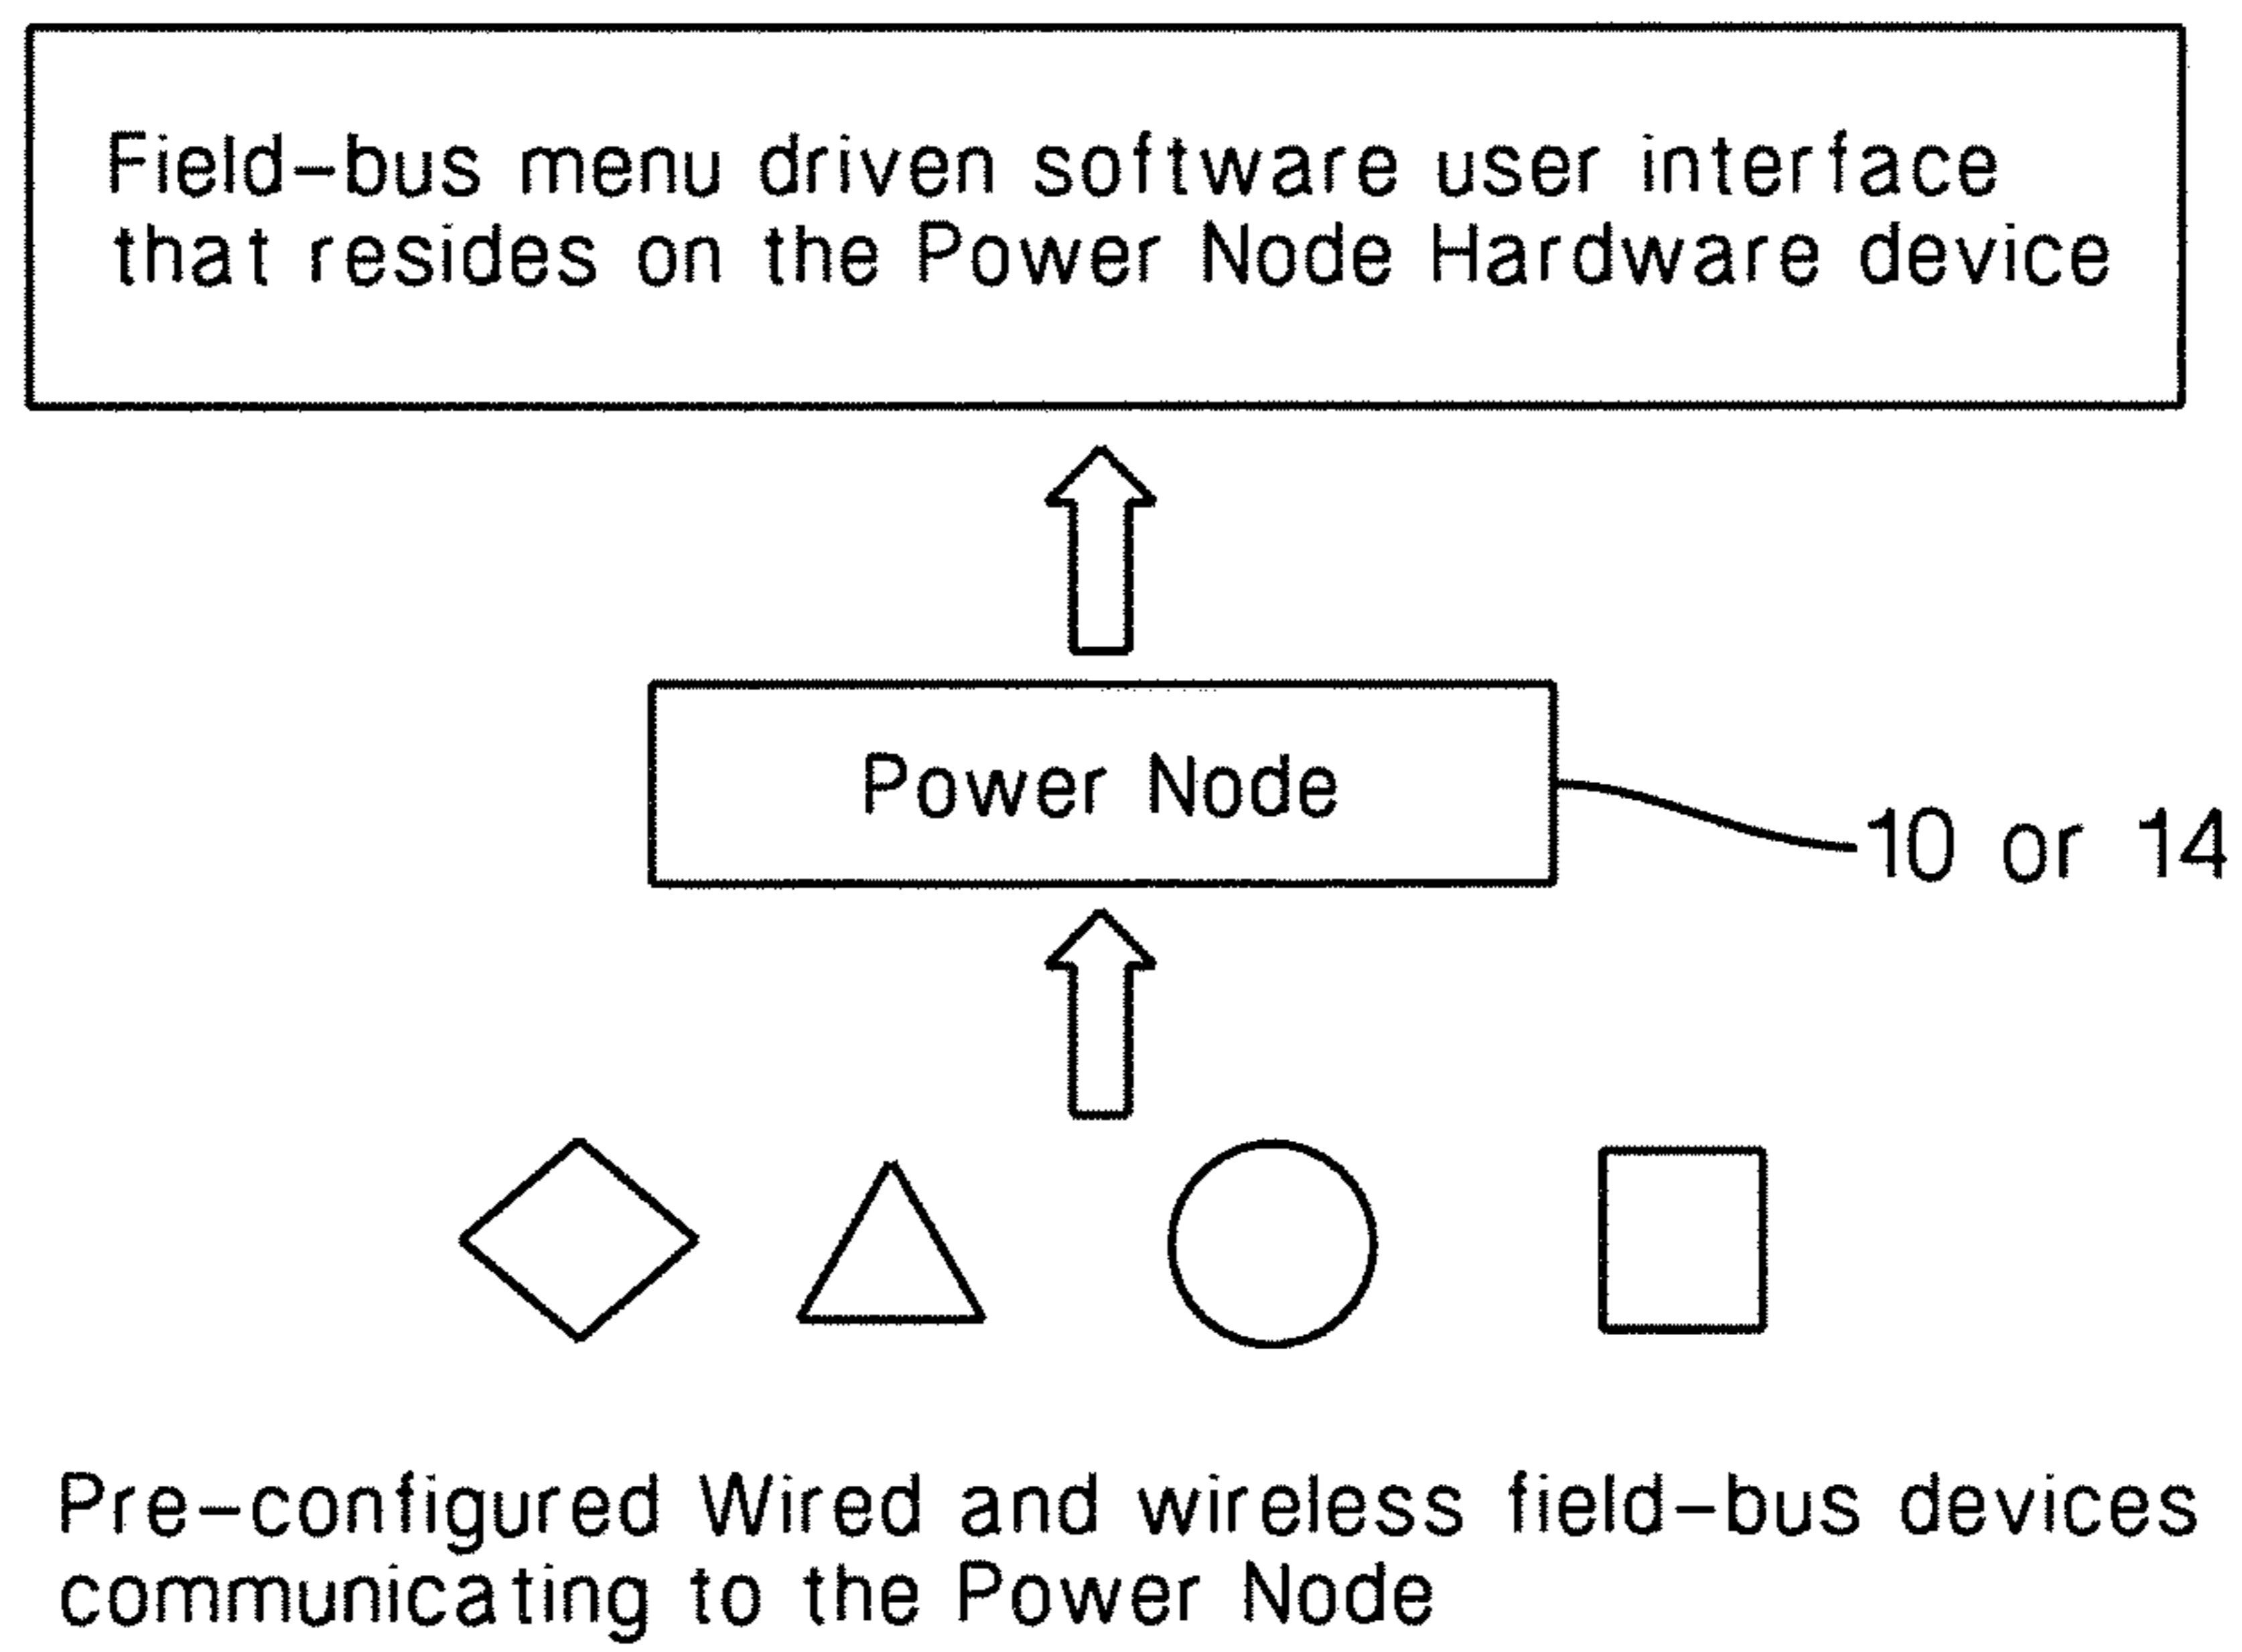 Field-bus menu driven software user interface
that resides on the Power Node Hardware device
Power Node
10 or 14
Pre-configured Wired and wireless field-bus devices
communicating to the Power Node